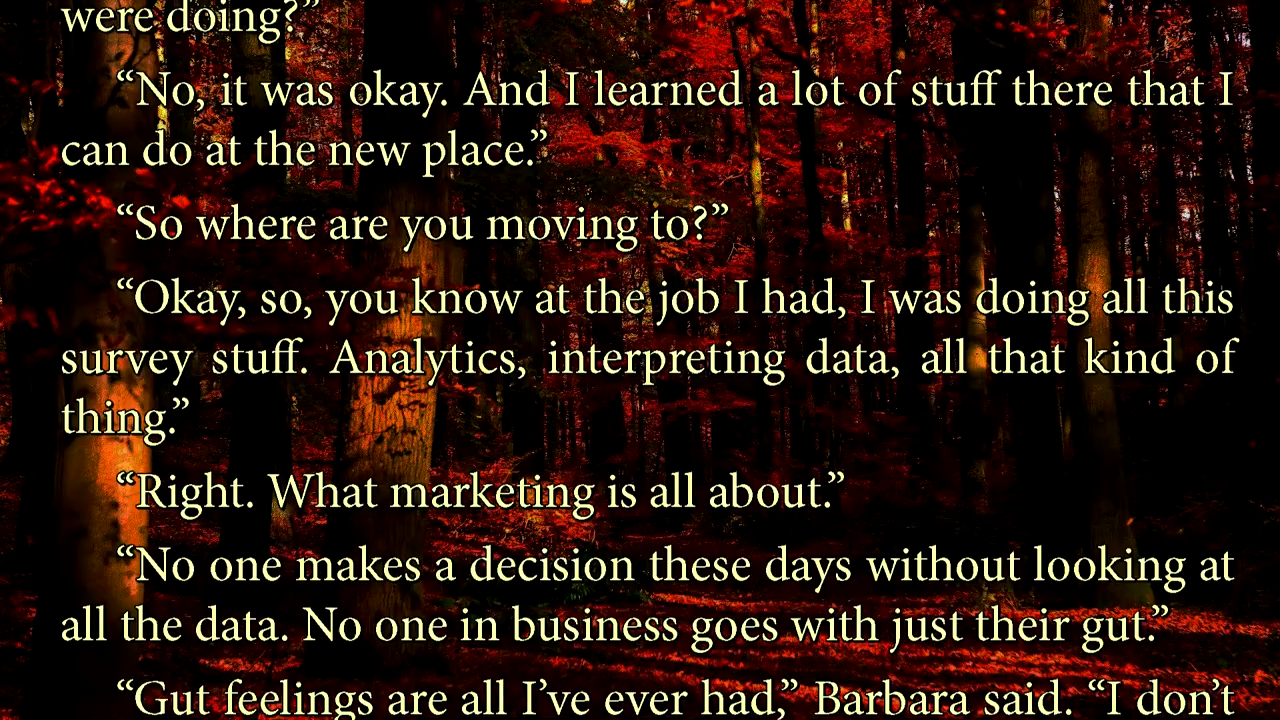 were doing?”
“No, it was okay. And I learned a lot of stuff there that I
can do at the new place.”
“So where are you moving to?”
“Okay, so, you know at the job I had, I was doing all this
survey stuff. Analytics, interpreting data, all that kind of
thing.”
“Right. What marketing is all about.”
“No one makes a decision these days without looking at
all the data. No one in business goes with just their gut.”
“Gut feelings are all I’ve ever had,” Barbara said. “I don’t